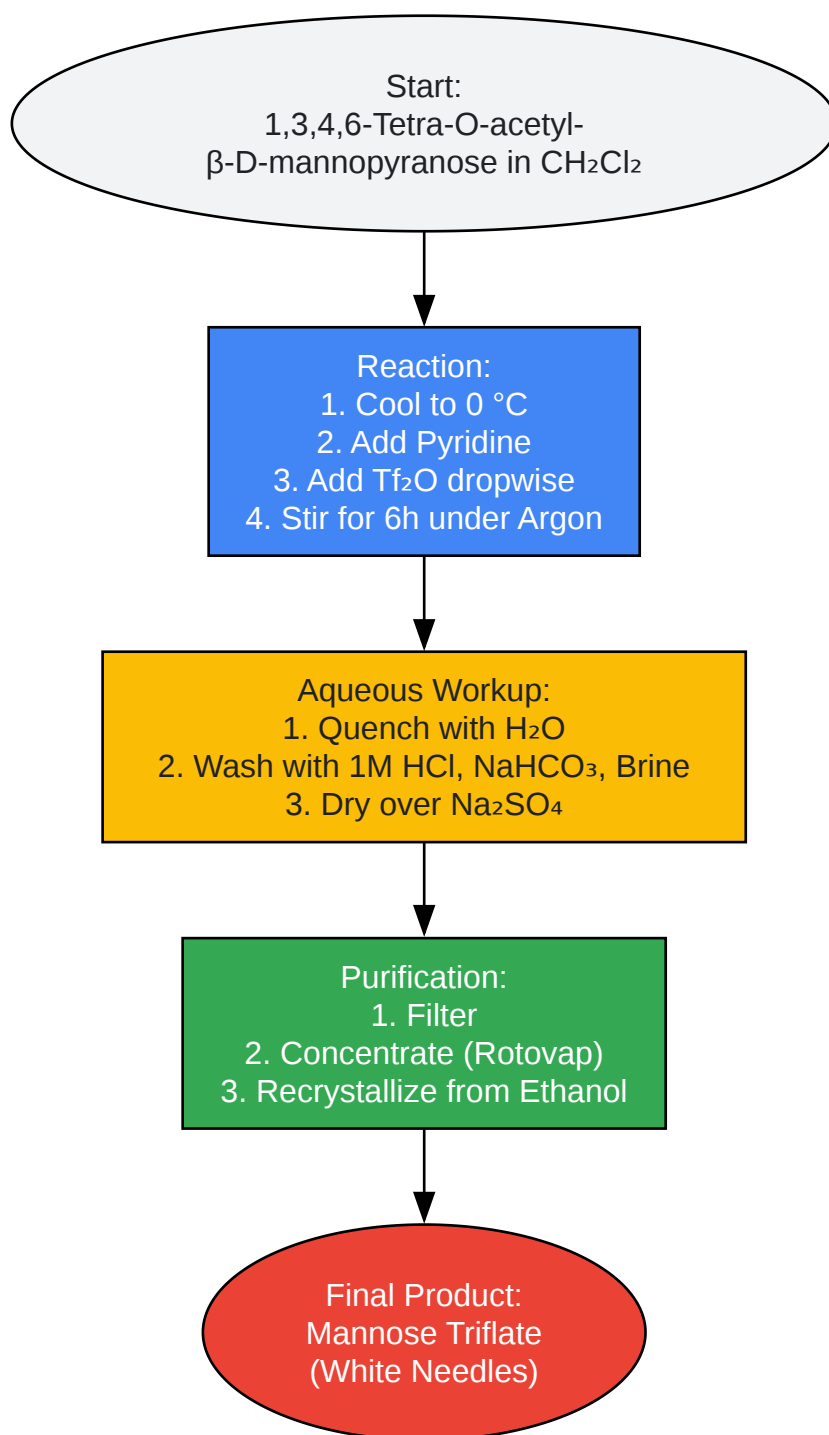 Start:
1,3,4,6-Tetra-O-acetyl-
β-D-mannopyranose in CH₂Cl₂
Reaction:
1. Cool to 0 °C
2. Add Pyridine
3. Add Tf₂O dropwise
4. Stir for 6h under Argon
Aqueous Workup:
1. Quench with H₂O
2. Wash with 1M HCl, NaHCO₃, Brine
3. Dry over Na₂SO₄
Purification:
1. Filter
2. Concentrate (Rotovap)
3. Recrystallize from Ethanol
Final Product:
Mannose Triflate
(White Needles)